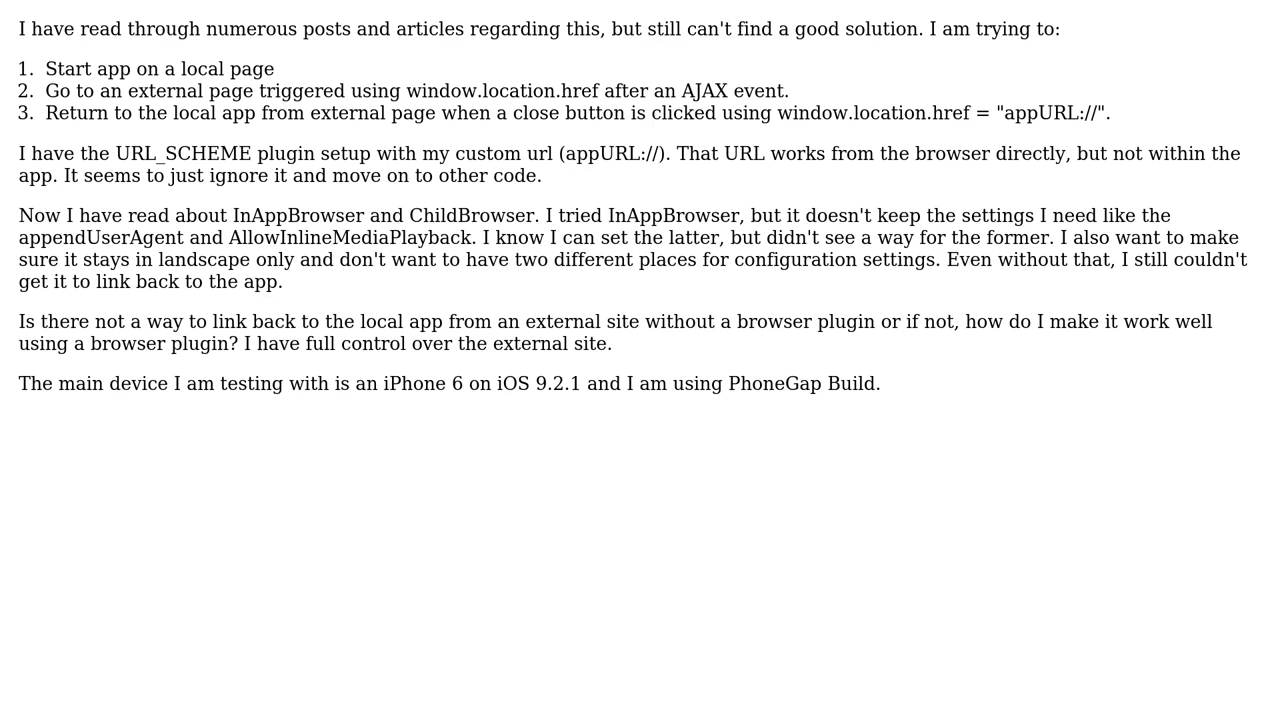 I have read through numerous posts and articles regarding this, but still can't find a good solution. I am trying to:
1. Start app on a local page
2. Go to an external page triggered using window.location.href after an AJAX event.
3. Return to the local app from external page when a close button is clicked using window.location.href = "appURL://".
I have the URL_SCHEME plugin setup with my custom url (appURL://). That URL works from the browser directly, but not within the
app. It seems to just ignore it and move on to other code.
Now I have read about InAppBrowser and ChildBrowser. I tried InAppBrowser, but it doesn't keep the settings I need like the
appendUserAgent and AllowInlineMediaPlayback. I know I can set the latter, but didn't see a way for the former. I also want to make
sure it stays in landscape only and don't want to have two different places for configuration settings. Even without that, I still couldn't
get it to link back to the app.
Is there not a way to link back to the local app from an external site without a browser plugin or if not, how do I make it work well
using a browser plugin? I have full control over the external site.
The main device I am testing with is an iPhone 6 on iOS 9.2.1 and I am using PhoneGap Build.